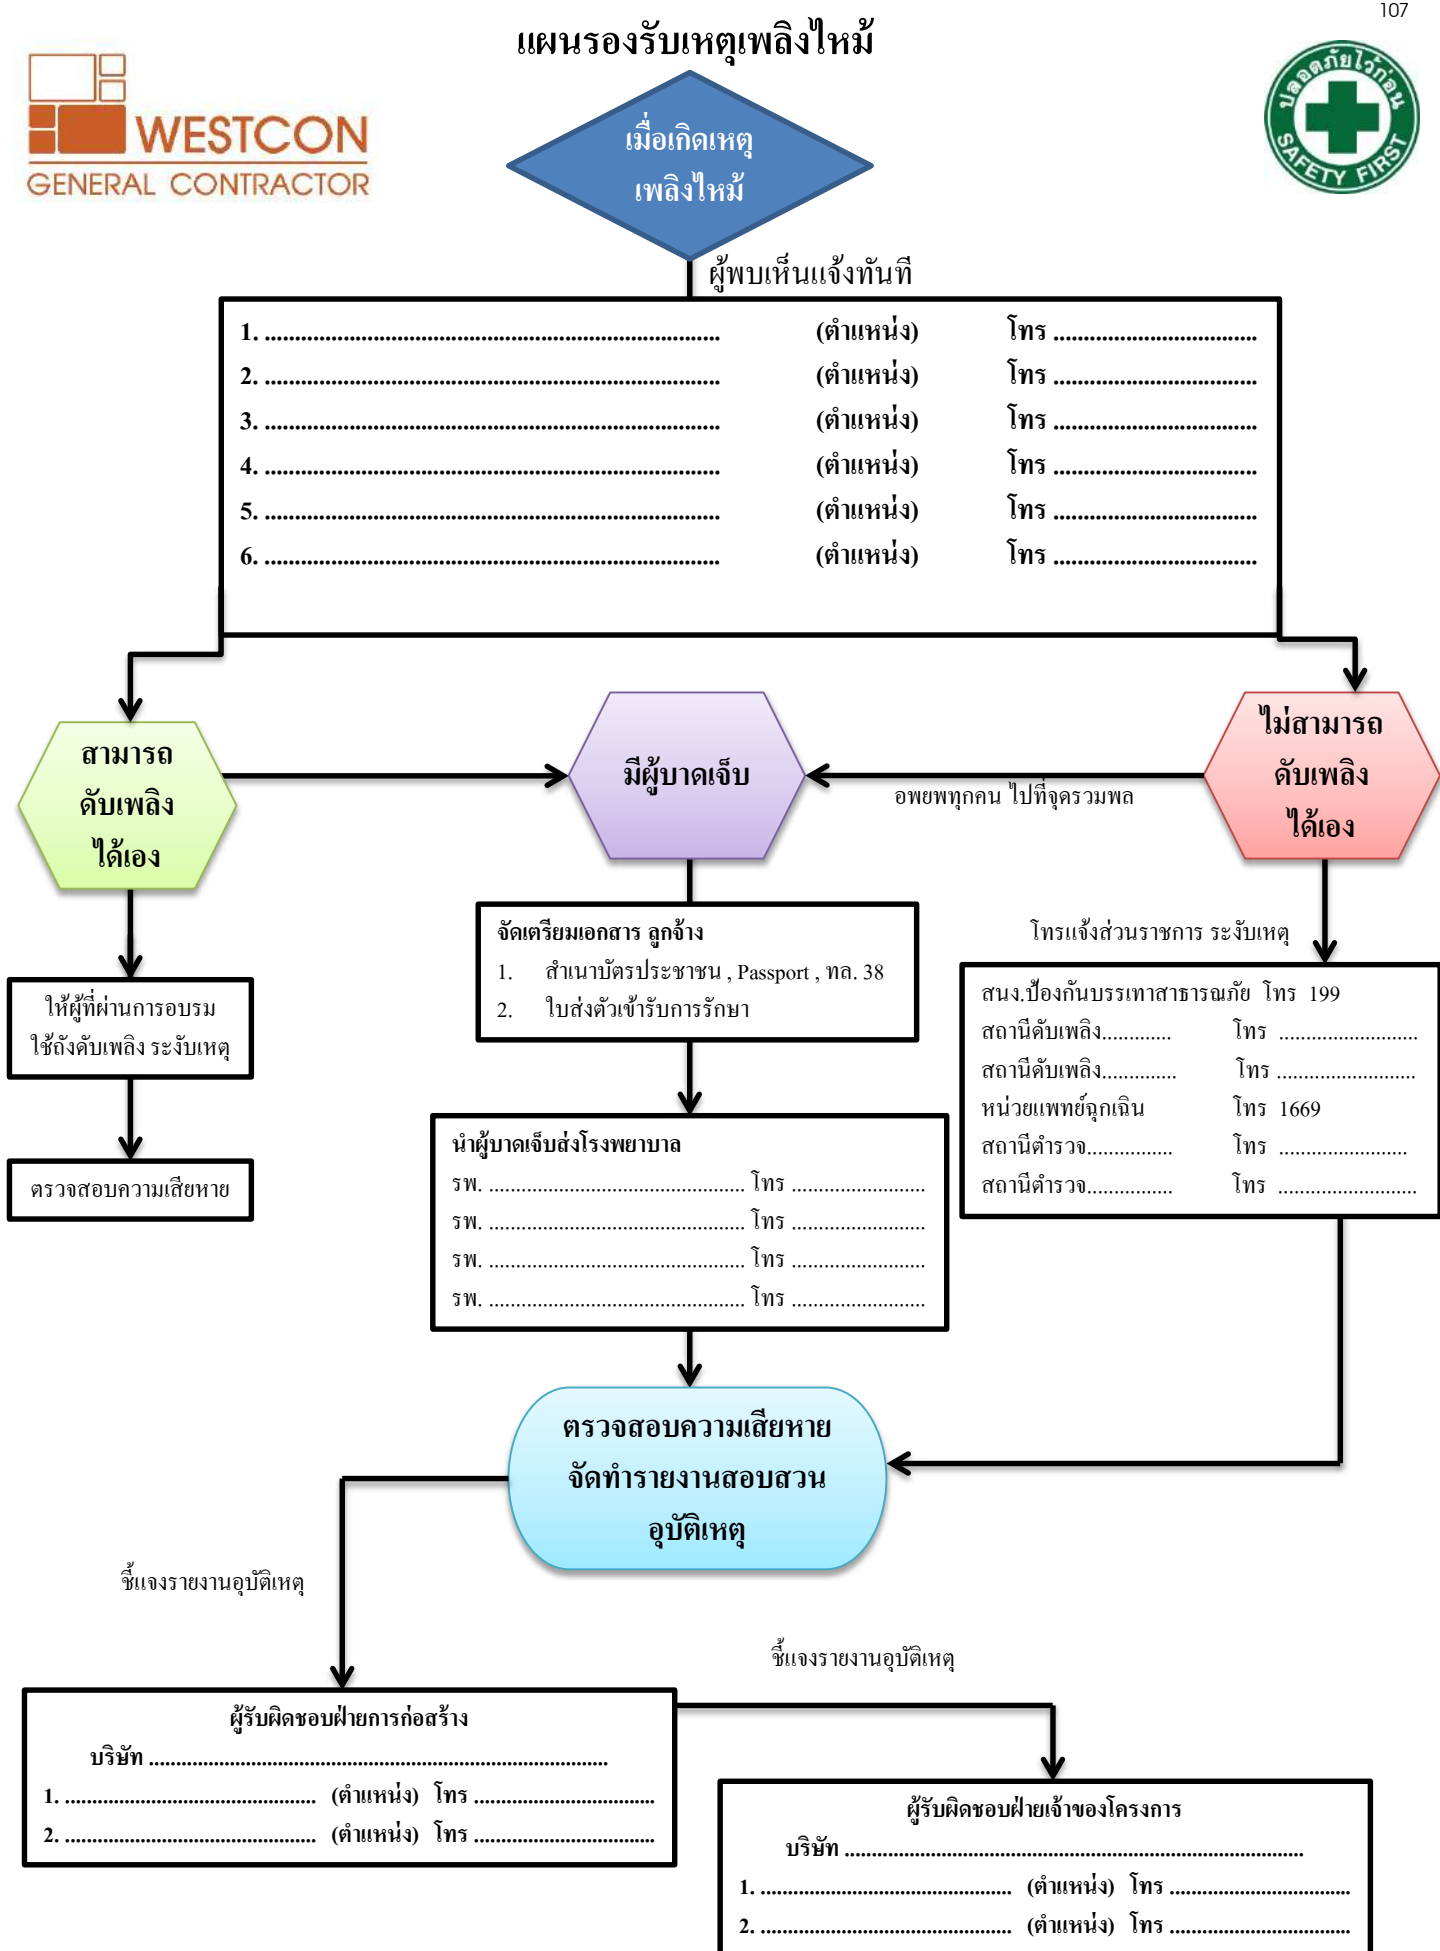 107
แผนรองรับเหตุเพลิงไหม้
WESTCON
GENERAL CONTRACTOR
ปลอดภัยไว้ก่อน
SAFETY FIRST
เมื่อเกิดเหตุ
เพลิงไหม้
ผู้พบเห็นแจ้งทันที
1. ........................................................................ (ตำแหน่ง) โทร ................................
2. ........................................................................ (ตำแหน่ง) โทร ................................
3. ........................................................................ (ตำแหน่ง) โทร ................................
4. ........................................................................ (ตำแหน่ง) โทร ................................
5. ........................................................................ (ตำแหน่ง) โทร ................................
6. ........................................................................ (ตำแหน่ง) โทร ................................
สามารถ
ดับเพลิง
ได้เอง
มีผู้บาดเจ็บ
ไม่สามารถ
ดับเพลิง
ได้เอง
อพยพทุกคน ไปที่จุดรวมพล
ให้ผู้ที่ผ่านการอบรม
ใช้ถังดับเพลิง ระงับเหตุ
ตรวจสอบความเสียหาย
จัดเตรียมเอกสาร ลูกจ้าง
1. สำเนาบัตรประชาชน , Passport , ทล. 38
2. ใบส่งตัวเข้ารับการรักษา
นำผู้บาดเจ็บส่งโรงพยาบาล
รพ. ............................................... โทร .........................
รพ. ............................................... โทร .........................
รพ. ............................................... โทร .........................
รพ. ............................................... โทร .........................
โทรแจ้งส่วนราชการ ระงับเหตุ
สนง.ป้องกันบรรเทาสาธารณภัย โทร 199
สถานีดับเพลิง............. โทร ..........................
สถานีดับเพลิง.............. โทร ..........................
หน่วยแพทย์ฉุกเฉิน โทร 1669
สถานีตำรวจ................ โทร ........................
สถานีตำรวจ................ โทร ..........................
ตรวจสอบความเสียหาย
จัดทำรายงานสอบสวน
อุบัติเหตุ
ชี้แจงรายงานอุบัติเหตุ
ชี้แจงรายงานอุบัติเหตุ
ผู้รับผิดชอบฝ่ายการก่อสร้าง
บริษัท ....................................................................................
1. .............................................. (ตำแหน่ง) โทร .................................
2. .............................................. (ตำแหน่ง) โทร .................................
ผู้รับผิดชอบฝ่ายเจ้าของโครงการ
บริษัท ....................................................................................
1. .............................................. (ตำแหน่ง) โทร .................................
2. .............................................. (ตำแหน่ง) โทร .................................